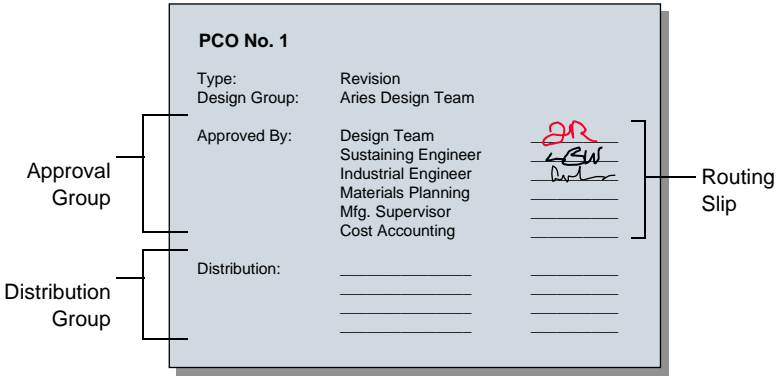 PCO No. 1
Type: Revision
Design Group: Aries Design Team
Approved By: Design Team
Sustaining Engineer
Industrial Engineer
Materials Planning
Mfg. Supervisor
Cost Accounting
Approval
Group
Routing
Slip
Distribution:
Distribution
Group